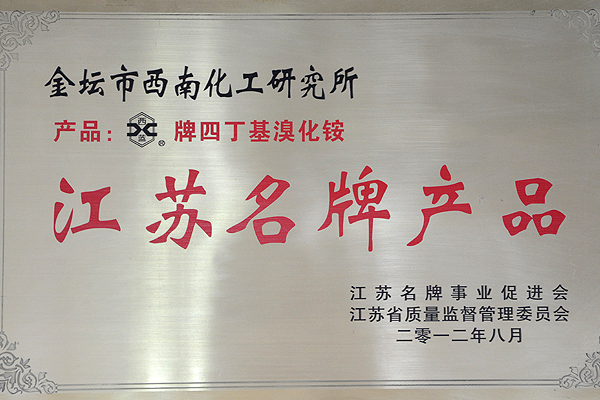 金坛市西南化工研究所
产品：西蓝®牌四丁基溴化铵
江苏名牌产品
江苏名牌事业促进会
江苏省质量监督管理委员会
二零一二年八月